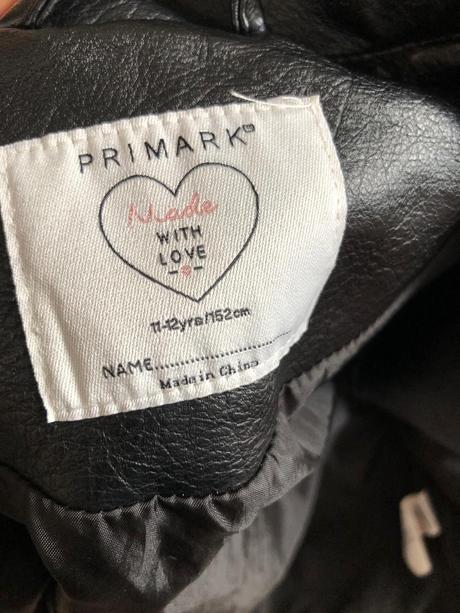 PRIMARK
Made
WITH
LOVE
11-12yrs/152cm
NAME..............................
Made in China